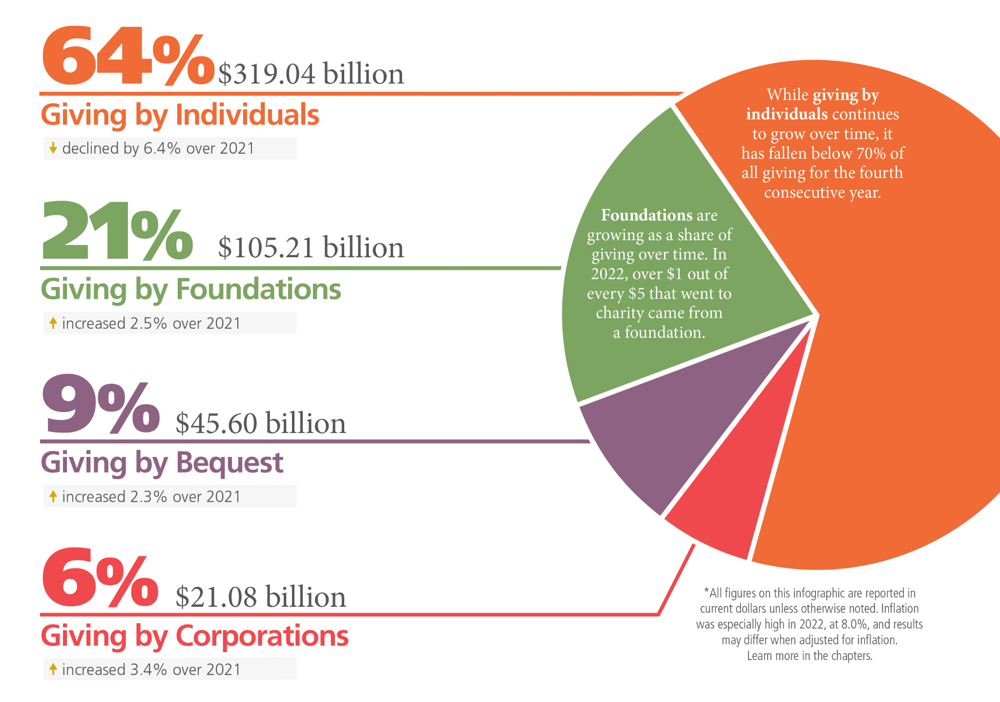 64% $319.04 billion
Giving by Individuals
declined by 6.4% over 2021
21% $105.21 billion
Giving by Foundations
increased 2.5% over 2021
9% $45.60 billion
Giving by Bequest
increased 2.3% over 2021
6% $21.08 billion
Giving by Corporations
increased 3.4% over 2021
While giving by
individuals continues
to grow over time, it
has fallen below 70% of
all giving for the fourth
consecutive year.
Foundations are
growing as a share of
giving over time. In
2022, over $1 out of
every $5 that went to
charity came from
a foundation.
*All figures on this infographic are reported in
current dollars unless otherwise noted. Inflation
was especially high in 2022, at 8.0%, and results
may differ when adjusted for inflation.
Learn more in the chapters.